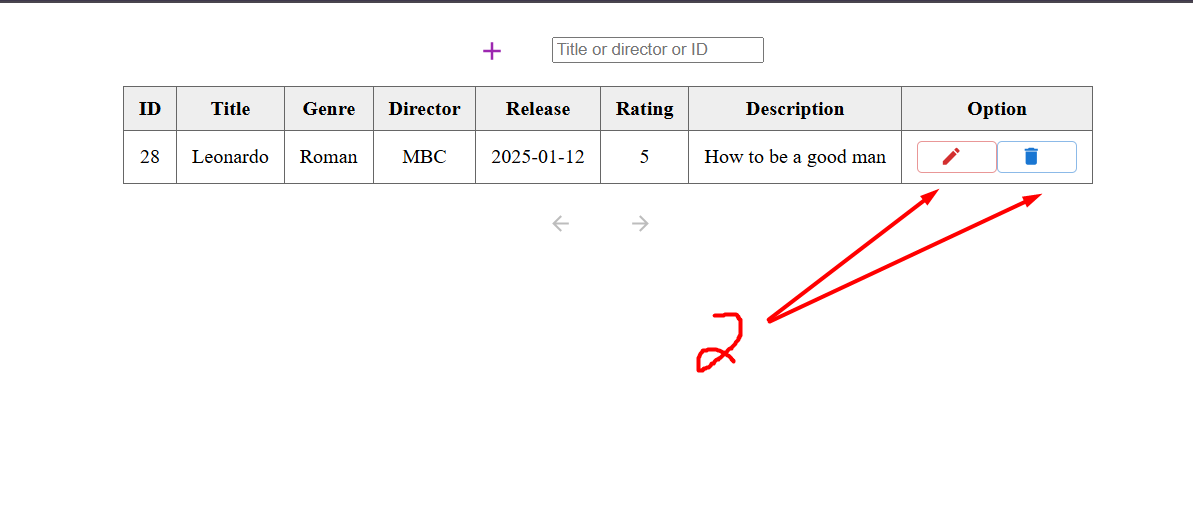 Title or director or ID
ID Title Genre Director Release Rating Description Option
28 Leonardo Roman MBC 2025-01-12 5 How to be a good man
2